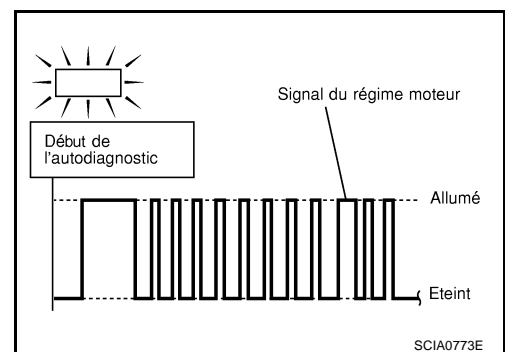 Signal du régime moteur
Début de
l'autodiagnostic
Allumé
Eteint
SCIA0773E